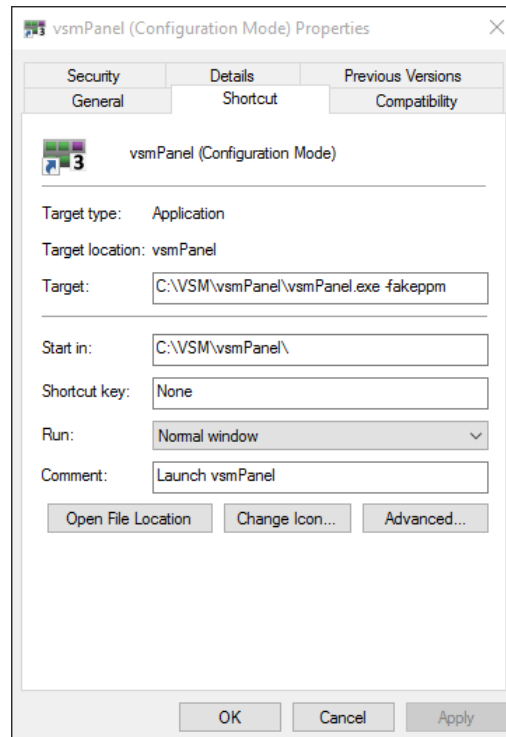 vsmPanel (Configuration Mode) Properties
Security Details Previous Versions
General Shortcut Compatibility
3 vsmPanel (Configuration Mode)
Target type: Application
Target location: vsmPanel
Target: C:\VSM\vsmPanel\vsmPanel.exe -fakeppm
Start in: C:\VSM\vsmPanel\
Shortcut key: None
Run: Normal window
Comment: Launch vsmPanel
Open File Location Change Icon... Advanced...
OK Cancel Apply